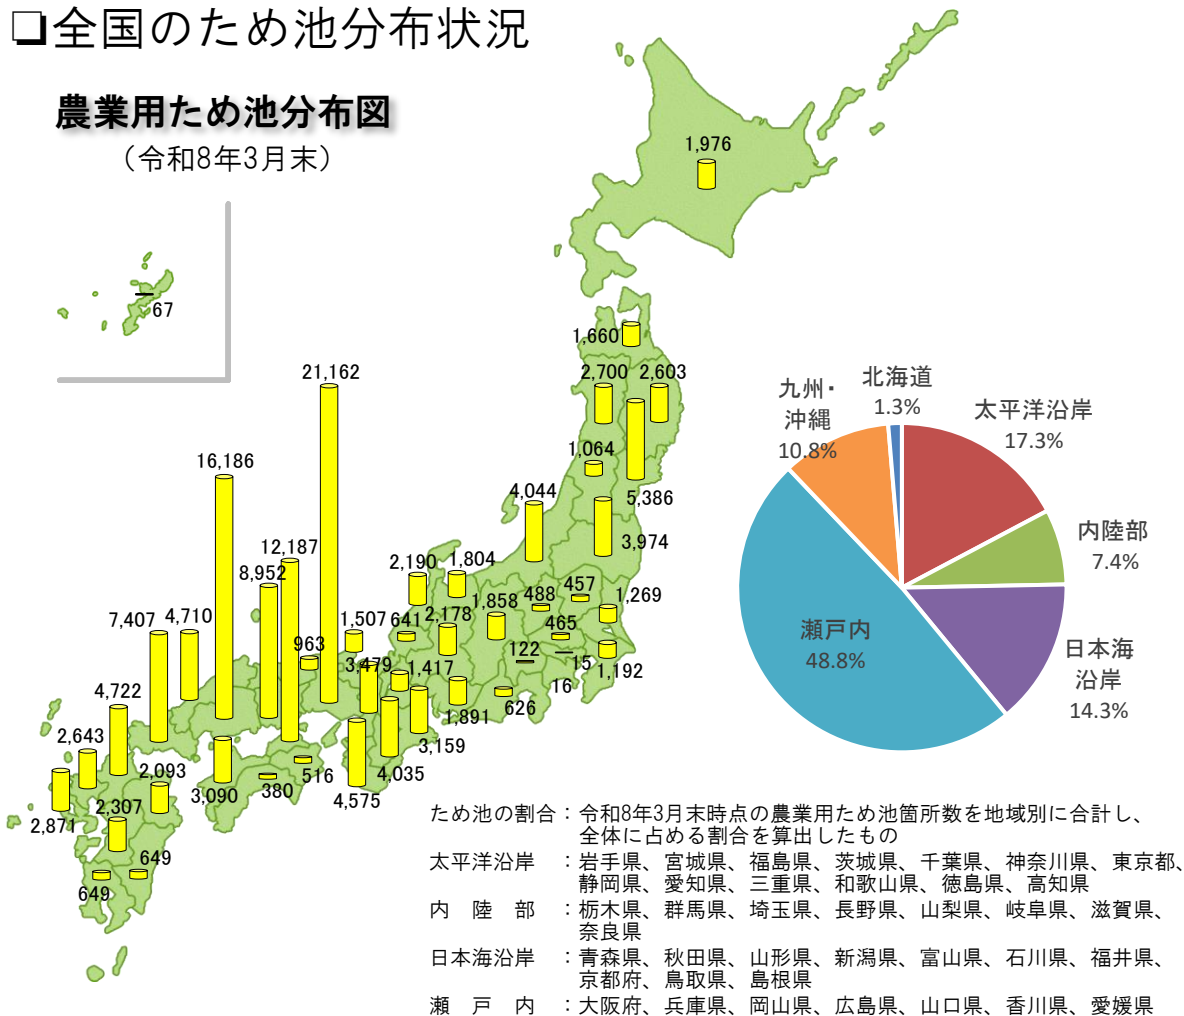 ❏全国のため池分布状況
農業用ため池分布図
（令和8年3月末）
1,976
67
1,660
2,700
2,603
21,162
1,064
16,186
4,044
5,386
3,974
12,187
2,190
1,804
8,952
457
488
1,269
1,858
7,407
4,710
1,507
641
2,178
465
963
122
3,479
1,417
15
1,192
16
4,722
626
1,891
2,643
3,159
2,093
4,035
516
380
3,090
4,575
2,307
2,871
649
649
北海道
1.3%
九州・
沖縄
10.8%
太平洋沿岸
17.3%
内陸部
7.4%
瀬戸内
48.8%
日本海
沿岸
14.3%
ため池の割合：令和8年3月末時点の農業用ため池箇所数を地域別に合計し、
全体に占める割合を算出したもの
太平洋沿岸　：岩手県、宮城県、福島県、茨城県、千葉県、神奈川県、東京都、
静岡県、愛知県、三重県、和歌山県、徳島県、高知県
内　陸　部　：栃木県、群馬県、埼玉県、長野県、山梨県、岐阜県、滋賀県、
奈良県
日本海沿岸　：青森県、秋田県、山形県、新潟県、富山県、石川県、福井県、
京都府、鳥取県、島根県
瀬　戸　内　：大阪府、兵庫県、岡山県、広島県、山口県、香川県、愛媛県